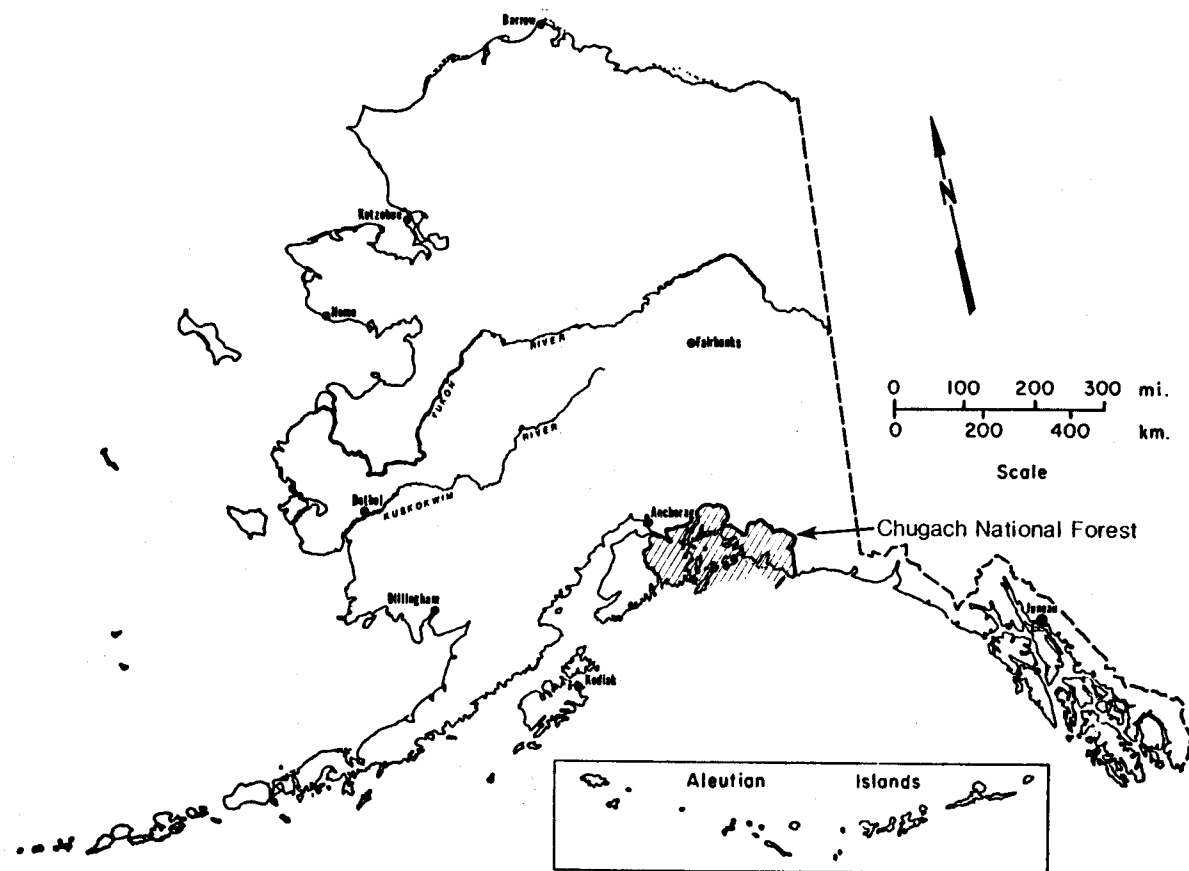 Barrow
Kotzebue
N
Nome
RIVER
Fairbanks
YUKON
0 100 200 300 mi.
0 200 400 km.
RIVER
Scale
Bethel
KUSKOKWIM
Anchorage
Chugach National Forest
Dillingham
Juneau
Kodiak
Aleutian Islands